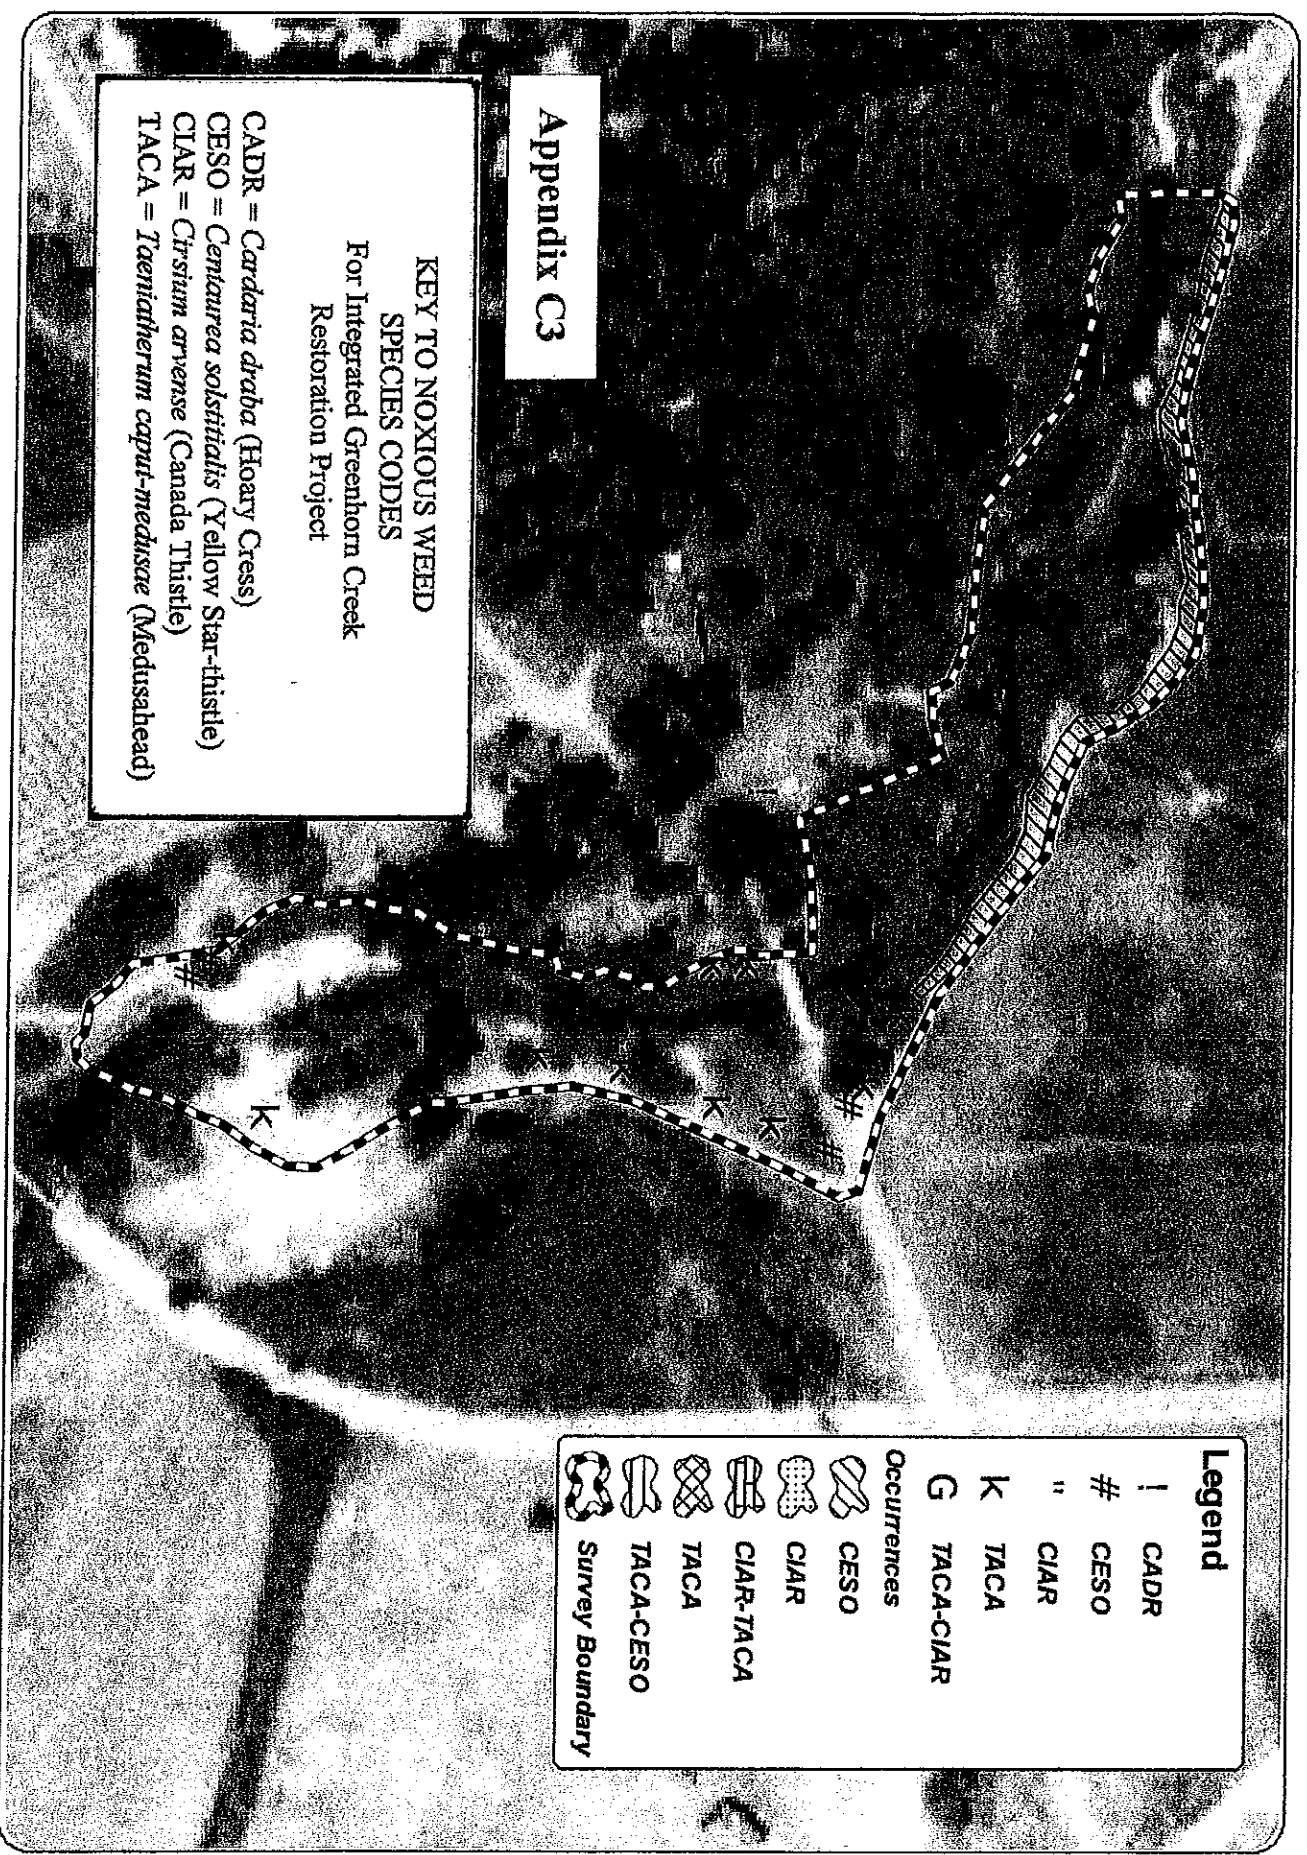 Appendix C3
KEY TO NOXIOUS WEED
SPECIES CODES
For Integrated Greenhorn Creek
Restoration Project
CADR = Cardaria draba (Hoary Cress)
CESO = Centaurea solstitialis (Yellow Star-thistle)
CIAR = Cirsium arvense (Canada Thistle)
TACA = Taeniatherum caput-medusae (Medusahead)
Legend
! CADR
# CESO
" CIAR
k TACA
G TACA-CIAR
Occurrences
CESO
CIAR
CIAR-TACA
TACA
TACA-CESO
Survey Boundary
k
#
#
k
k
k
k
k
k
k
#
k